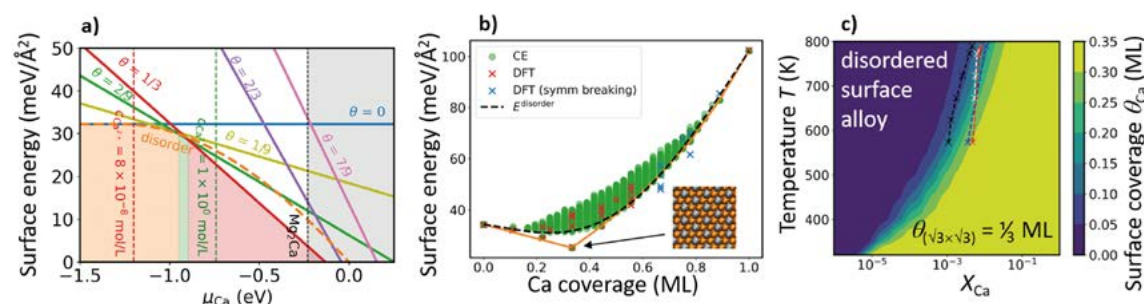 a)
Surface energy (meV/Å²)
50
40
30
20
10
0
θ = 1/3
θ = 2/9
θ = 2/3
θ = 0
disorder
θ = 1/9
θ = 7/9
= 8 × 10⁻⁸ mol/L
= 1 × 10⁰ mol/L
Mg₂Ca
-1.5
-1.0
-0.5
0.0
μCa (eV)
b)
Surface energy (meV/Å²)
100
80
60
40
CE
DFT
DFT (symm breaking)
E^disorder
0.0
0.2
0.4
0.6
0.8
1.0
Ca coverage (ML)
c)
Temperature T (K)
800
700
600
500
400
disordered
surface
alloy
θ(√3×√3) = ⅓ ML
10⁻⁵
10⁻³
10⁻¹
XCa
0.35
0.30
0.25
0.20
0.15
0.10
0.05
0.00
Surface coverage θCa (ML)